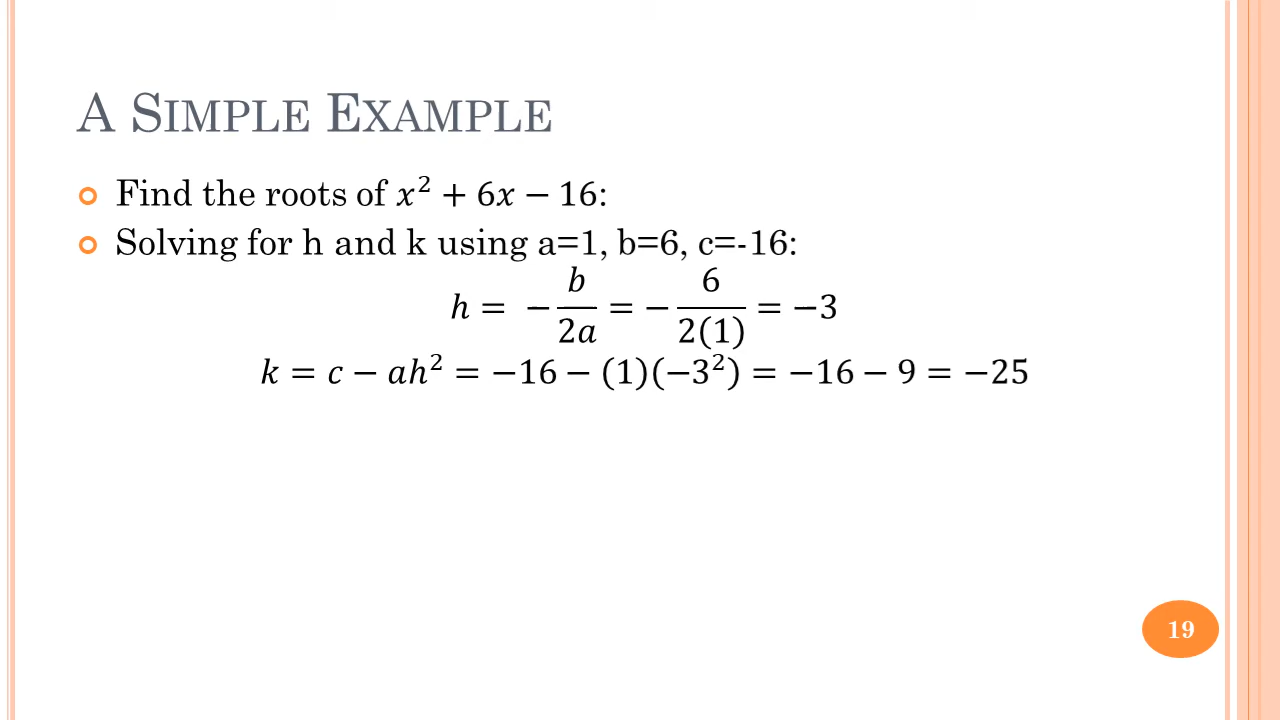 A SIMPLE EXAMPLE
Find the roots of 𝑥² + 6𝑥 − 16:
Solving for h and k using a=1, b=6, c=-16:
ℎ = −𝑏/2𝑎 = −6/2(1) = −3
𝑘 = 𝑐 − 𝑎ℎ² = −16 − (1)(−3²) = −16 − 9 = −25
19